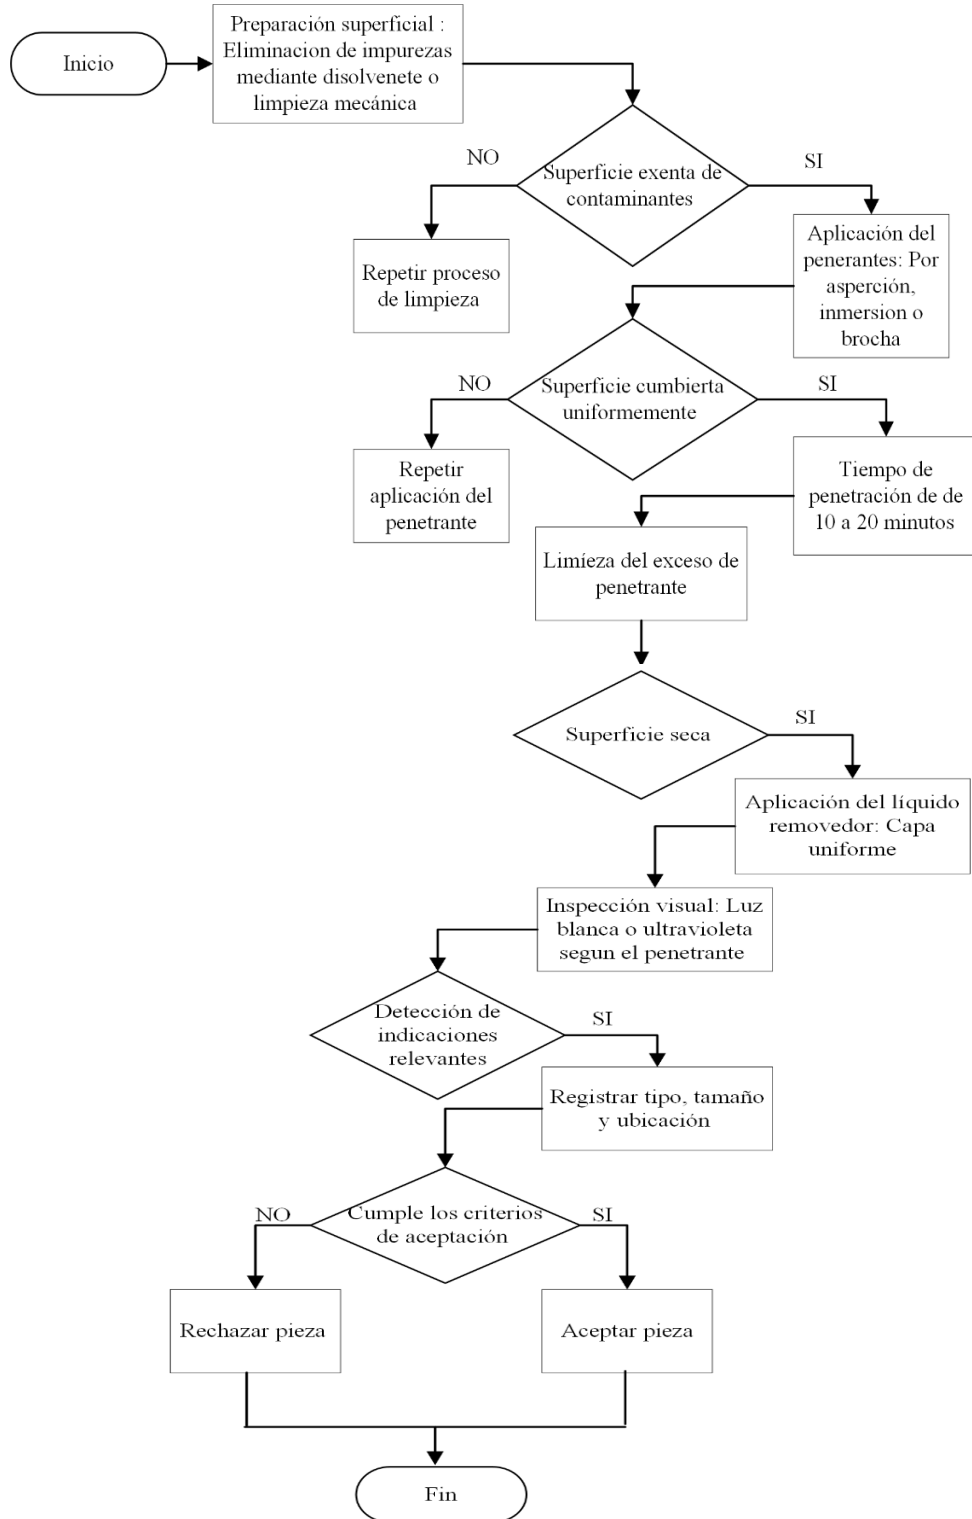 Inicio
Preparación superficial :
Eliminacion de impurezas
mediante disolvenete o
limpieza mecánica
NO
SI
Superficie exenta de
contaminantes
Repetir proceso
de limpieza
Aplicación del
penerantes: Por
asperción,
inmersion o
brocha
NO
SI
Superficie cumbierta
uniformemente
Repetir
aplicación del
penetrante
Tiempo de
penetración de de
10 a 20 minutos
Limíeza del exceso de
penetrante
SI
Superficie seca
Aplicación del líquido
removedor: Capa
uniforme
Inspección visual: Luz
blanca o ultravioleta
segun el penetrante
Detección de
indicaciones
relevantes
SI
Registrar tipo, tamaño
y ubicación
NO
Cumple los criterios
de aceptación
SI
Rechazar pieza
Aceptar pieza
Fin